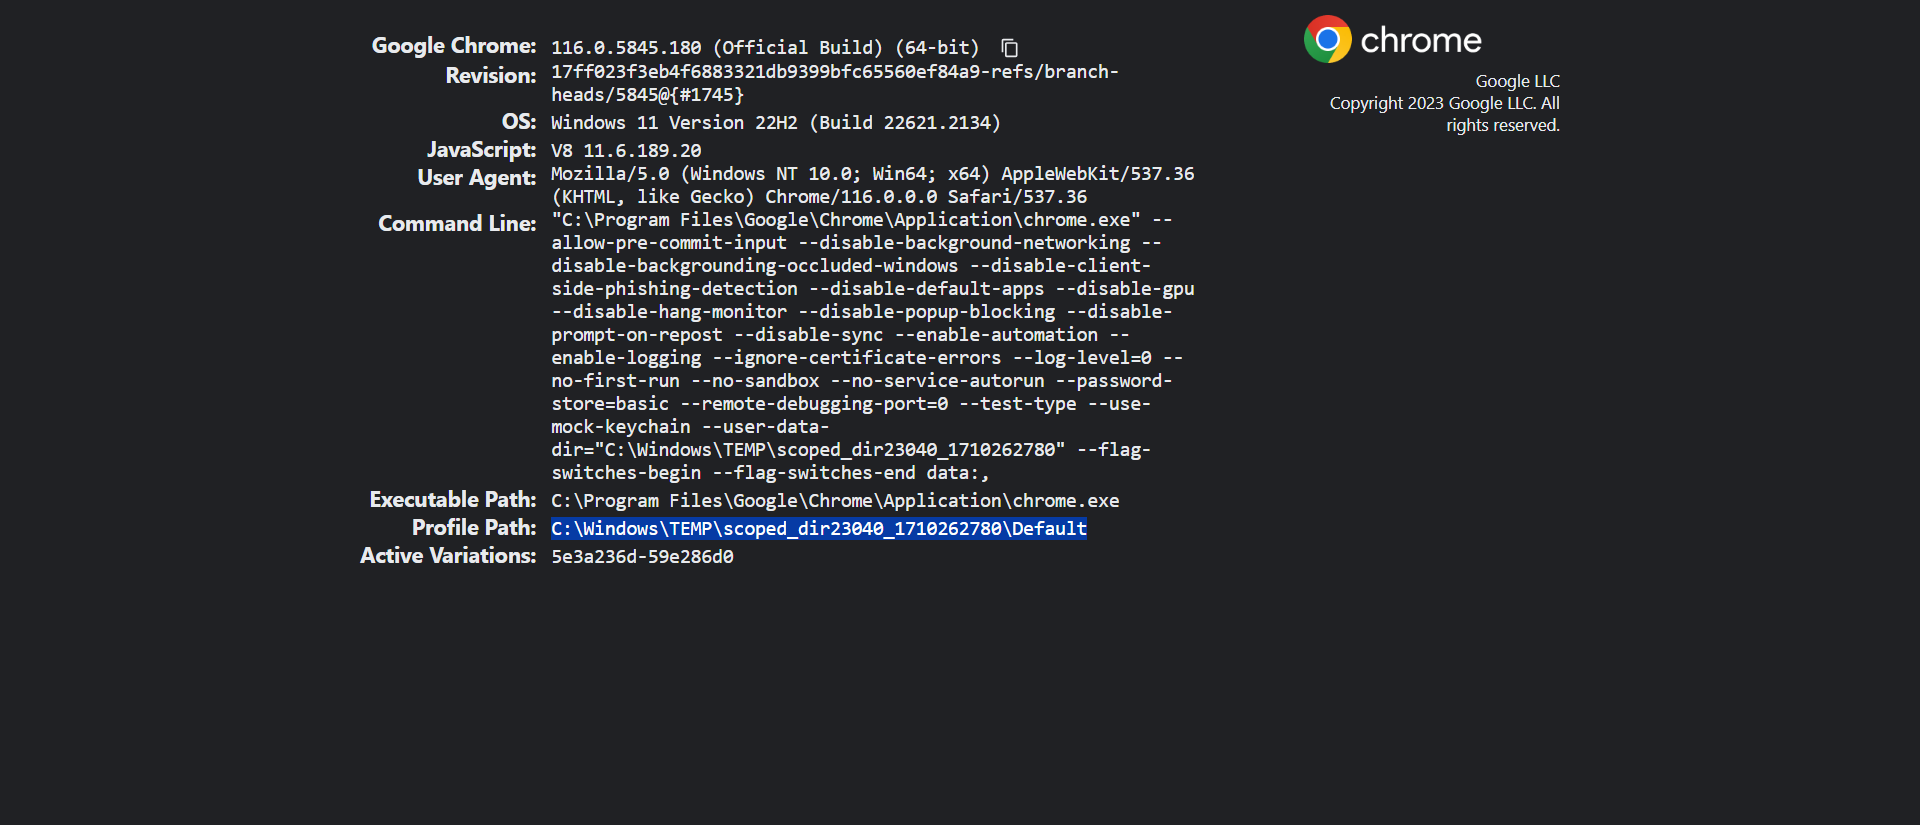 Google Chrome: 116.0.5845.180 (Official Build) (64-bit)
Revision: 17ff023f3eb4f6883321db9399bfc65560ef84a9-refs/branch-
heads/5845@{#1745}
OS: Windows 11 Version 22H2 (Build 22621.2134)
JavaScript: V8 11.6.189.20
User Agent: Mozilla/5.0 (Windows NT 10.0; Win64; x64) AppleWebKit/537.36
(KHTML, like Gecko) Chrome/116.0.0.0 Safari/537.36
Command Line: "C:\Program Files\Google\Chrome\Application\chrome.exe" --
allow-pre-commit-input --disable-background-networking --
disable-backgrounding-occluded-windows --disable-client-
side-phishing-detection --disable-default-apps --disable-gpu
--disable-hang-monitor --disable-popup-blocking --disable-
prompt-on-repost --disable-sync --enable-automation --
enable-logging --ignore-certificate-errors --log-level=0 --
no-first-run --no-sandbox --no-service-autorun --password-
store=basic --remote-debugging-port=0 --test-type --use-
mock-keychain --user-data-
dir="C:\Windows\TEMP\scoped_dir23040_1710262780" --flag-
switches-begin --flag-switches-end data:,
Executable Path: C:\Program Files\Google\Chrome\Application\chrome.exe
Profile Path: C:\Windows\TEMP\scoped_dir23040_1710262780\Default
Active Variations: 5e3a236d-59e286d0
chrome
Google LLC
Copyright 2023 Google LLC. All
rights reserved.